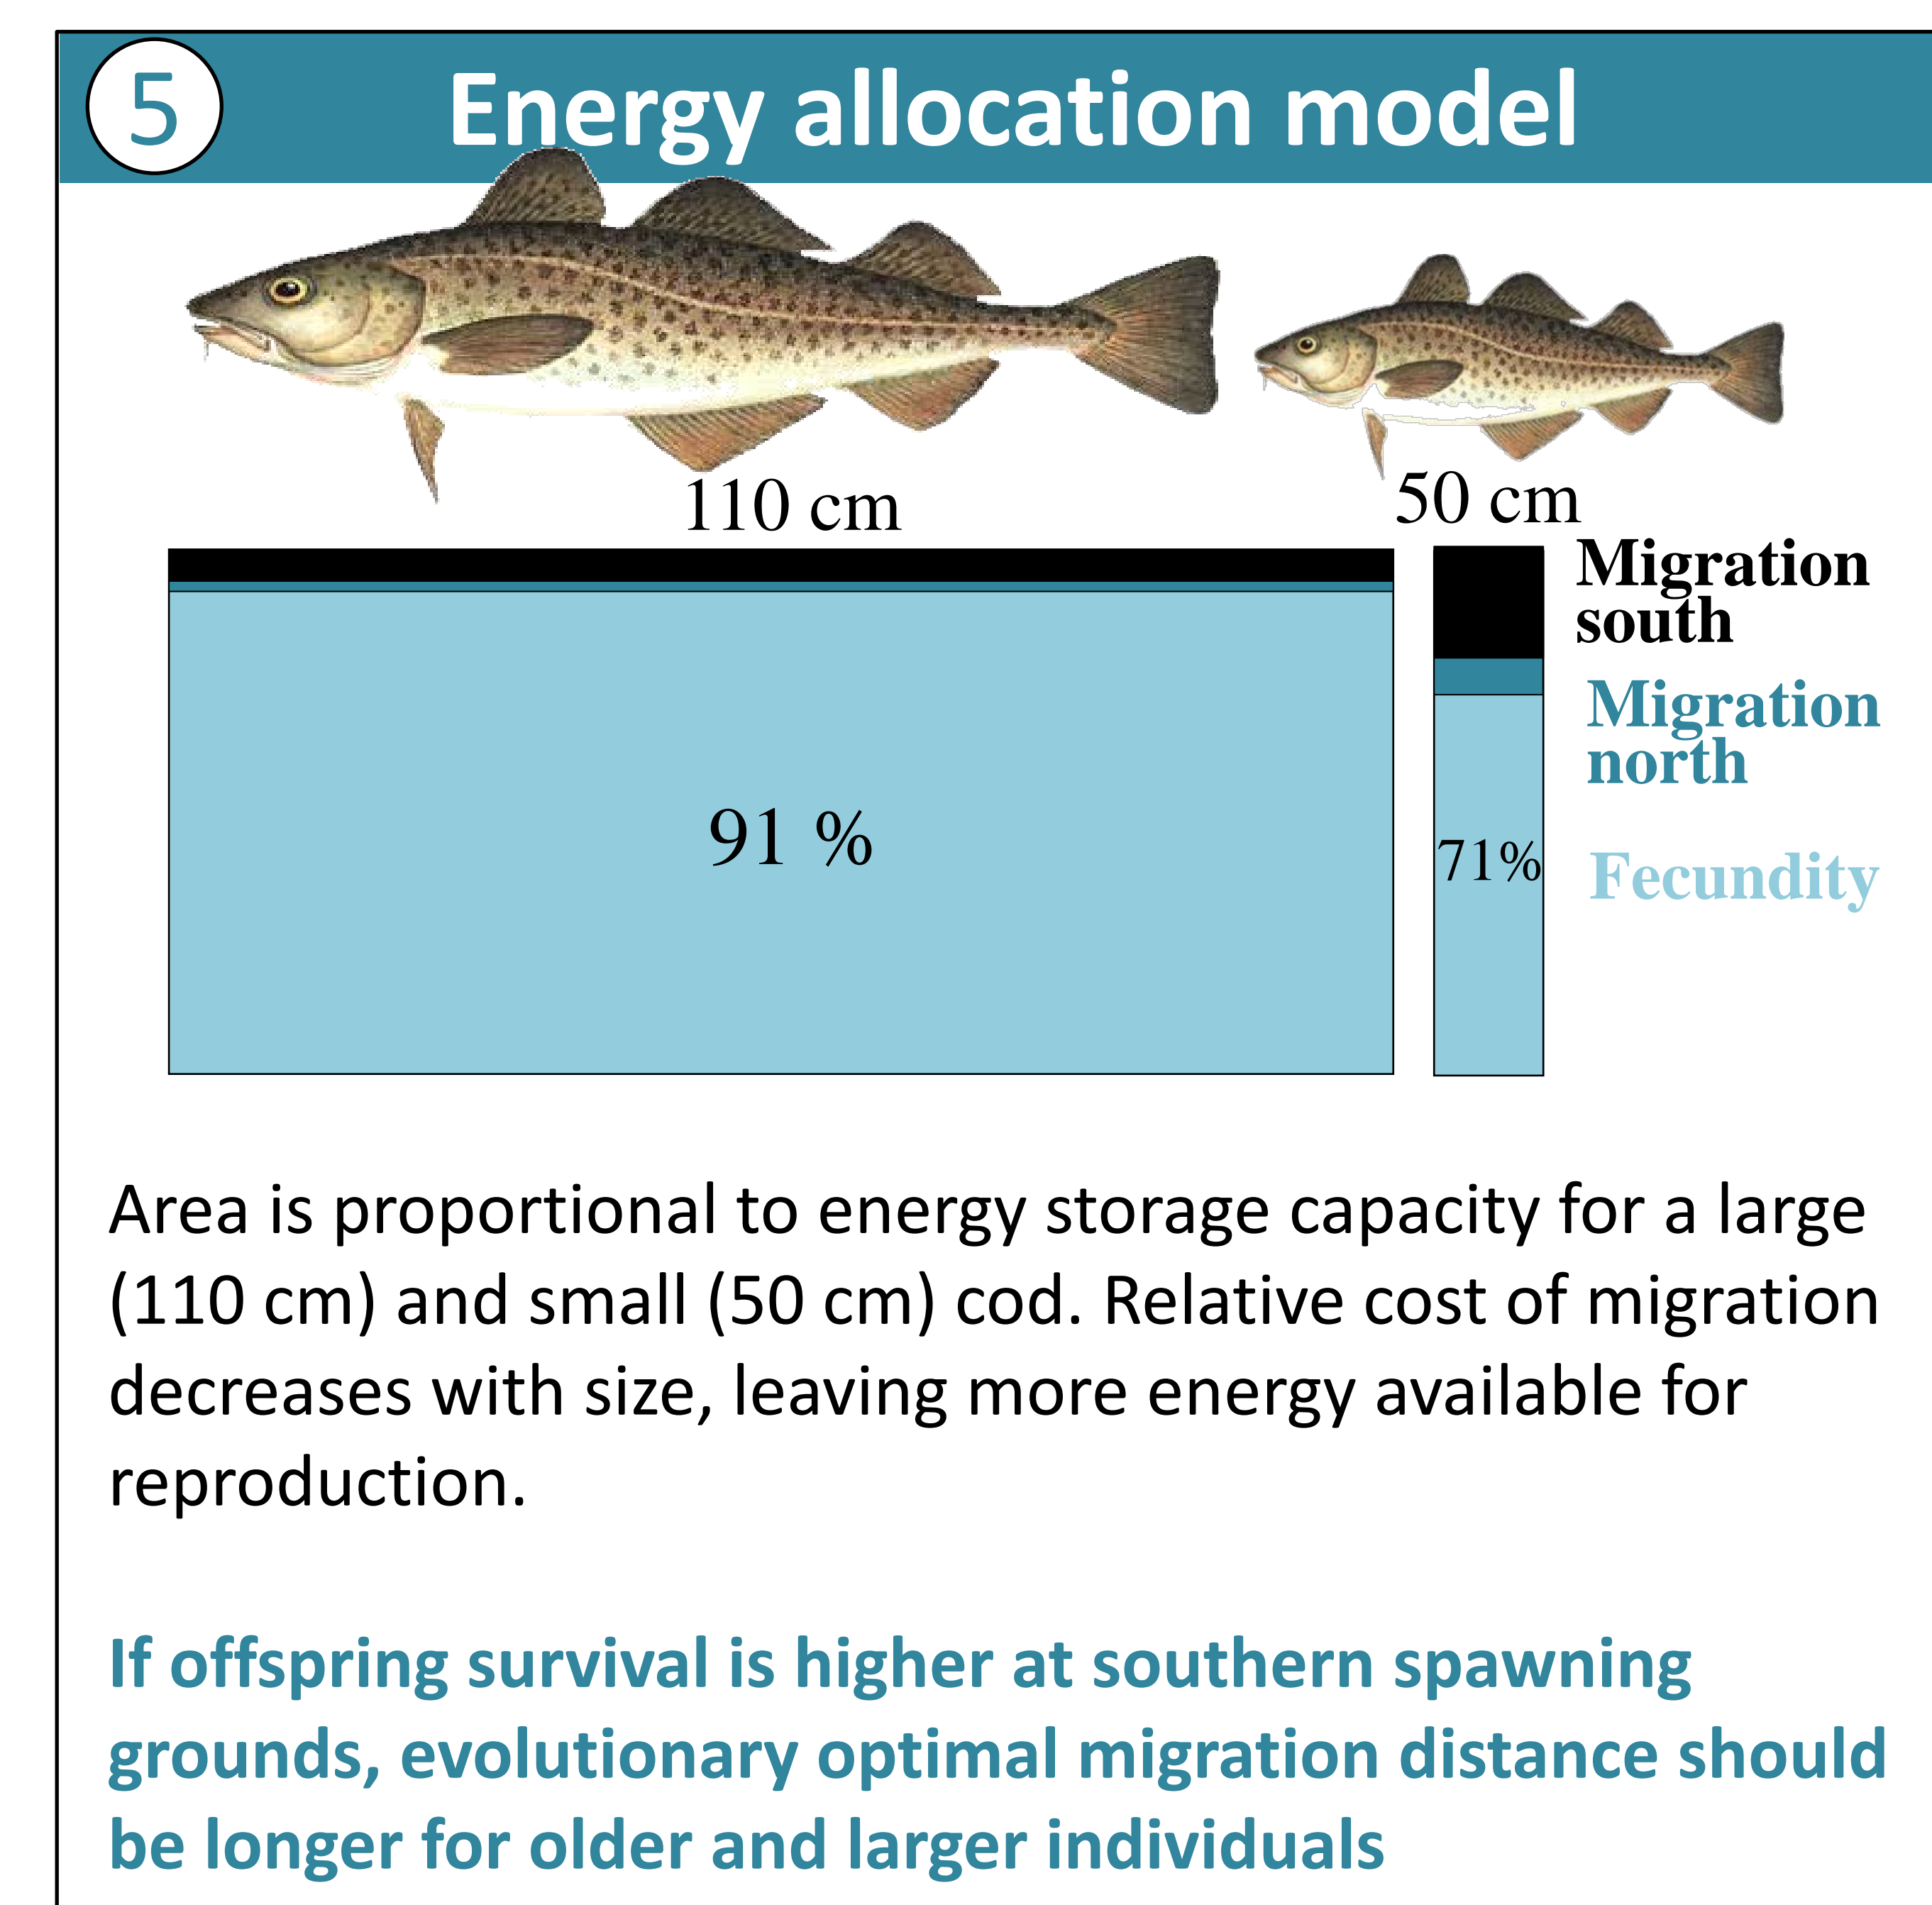 5
Energy allocation model
110 cm
50 cm
Migration
south
Migration
north
91 %
71%
Fecundity
Area is proportional to energy storage capacity for a large
(110 cm) and small (50 cm) cod. Relative cost of migration
decreases with size, leaving more energy available for
reproduction.
If offspring survival is higher at southern spawning
grounds, evolutionary optimal migration distance should
be longer for older and larger individuals